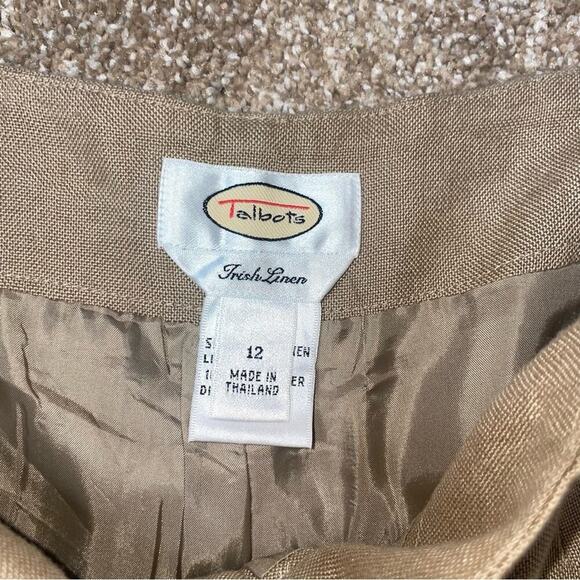 Talbots
Irish Linen
12
MADE IN
THAILAND